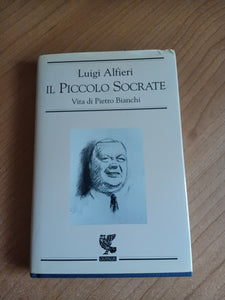 Luigi Alfieri
IL PICCOLO SOCRATE
Vita di Pietro Bianchi